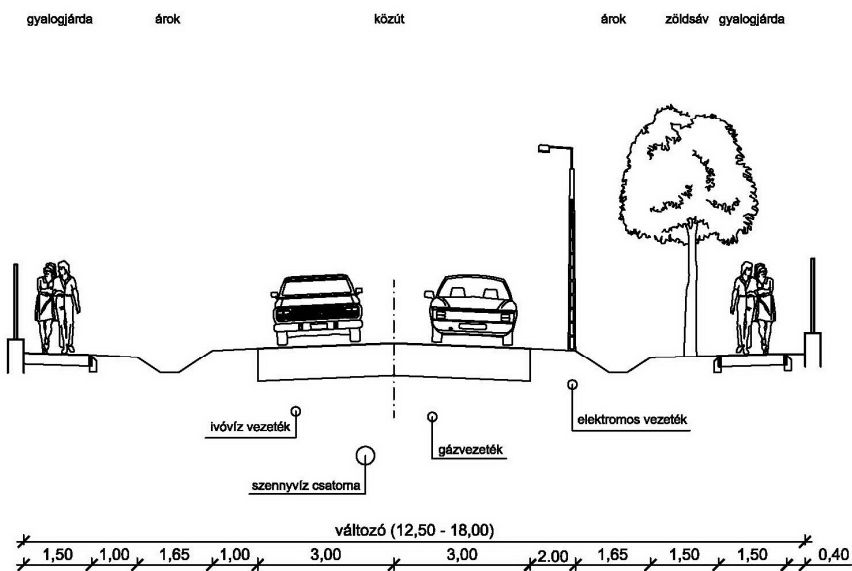 gyalogjárda árok közút árok zöldsáv gyalogjárda
ivóvíz vezeték
elektromos vezeték
gázvezeték
szennyvíz csatorna
változó (12,50 - 18,00)
1,50 1,00 1,65 1,00 3,00 3,00 2.00 1,65 1,50 1,50 0,40